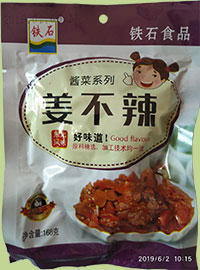 铁石
铁石食品
酱菜系列
姜不辣
好味道!
Good flavour
原料精选、加工技术均一流
净含量:168克
2019/6/2 10:15